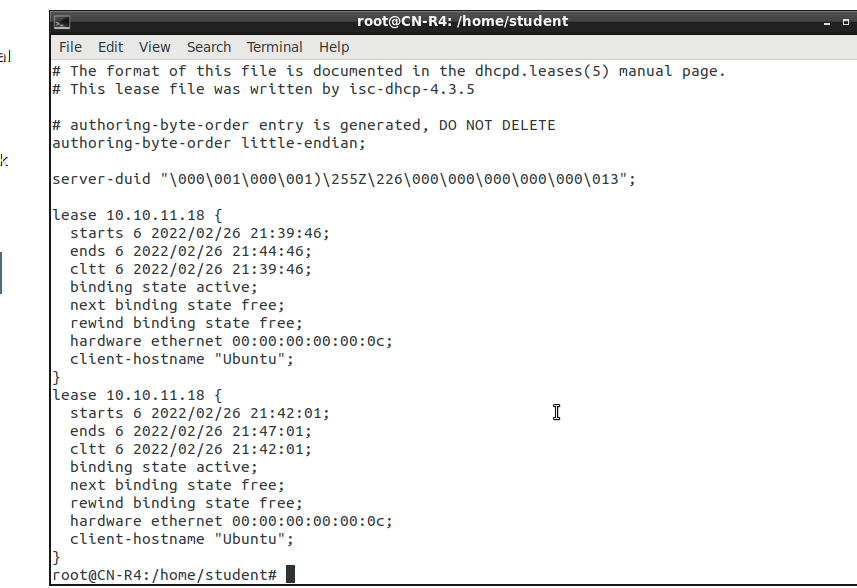 root@CN-R4: /home/student
File Edit View Search Terminal Help
# The format of this file is documented in the dhcpd.leases(5) manual page.
# This lease file was written by isc-dhcp-4.3.5
# authoring-byte-order entry is generated, DO NOT DELETE
authoring-byte-order little-endian;
server-duid "\000\001\000\001)\255Z\226\000\000\000\000\000\013";
lease 10.10.11.18 {
  starts 6 2022/02/26 21:39:46;
  ends 6 2022/02/26 21:44:46;
  cltt 6 2022/02/26 21:39:46;
  binding state active;
  next binding state free;
  rewind binding state free;
  hardware ethernet 00:00:00:00:00:0c;
  client-hostname "Ubuntu";
}
lease 10.10.11.18 {
  starts 6 2022/02/26 21:42:01;
  ends 6 2022/02/26 21:47:01;
  cltt 6 2022/02/26 21:42:01;
  binding state active;
  next binding state free;
  rewind binding state free;
  hardware ethernet 00:00:00:00:00:0c;
  client-hostname "Ubuntu";
}
root@CN-R4:/home/student#